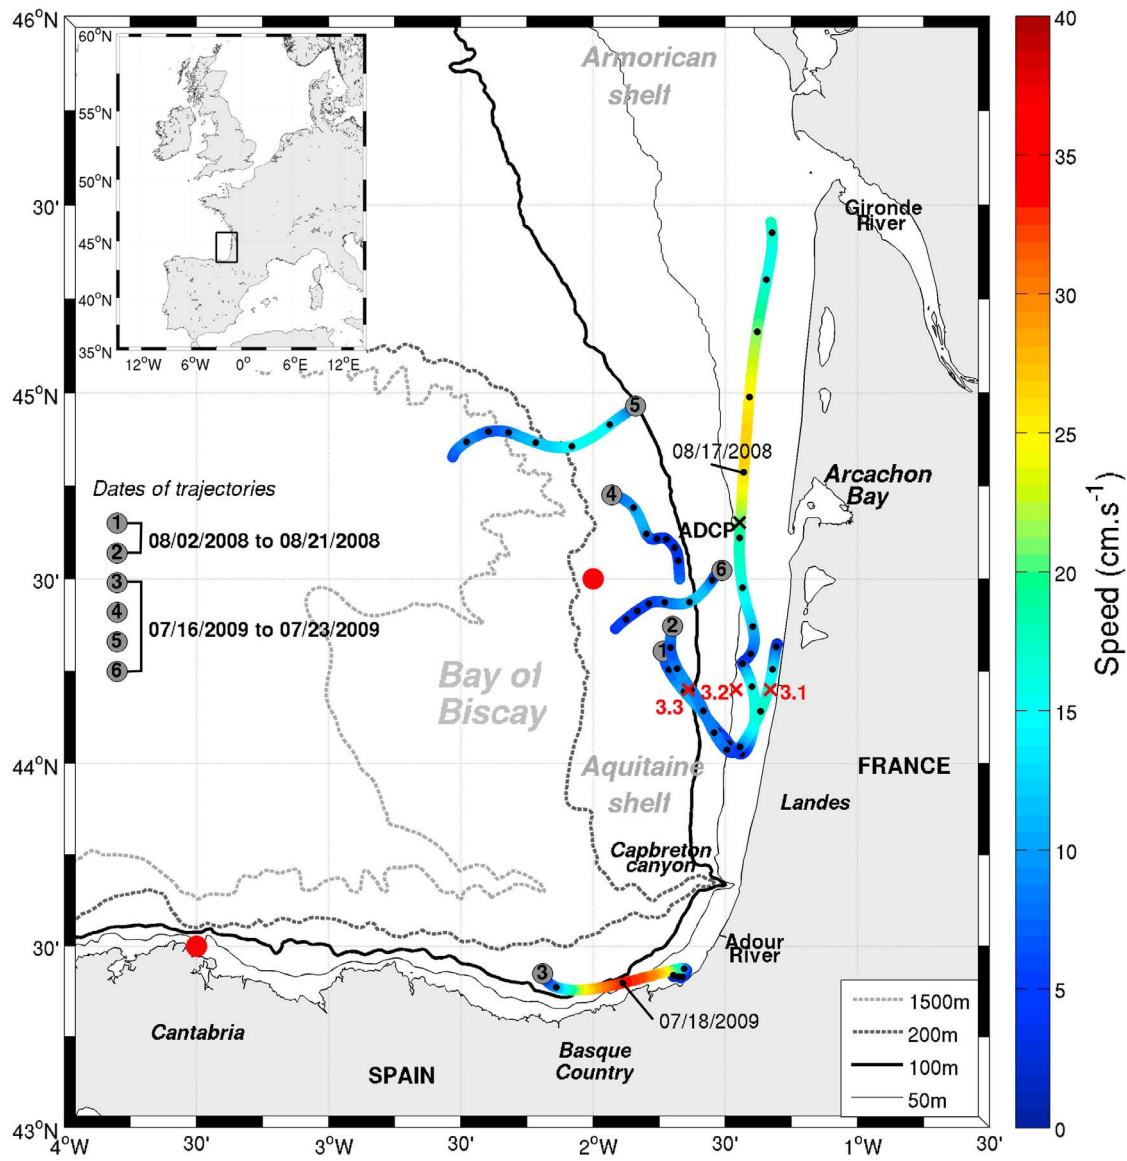 46°N
30'
45°N
30'
44°N
30'
43°N
4°W
30'
3°W
30'
2°W
30'
1°W
30'
60°N
55°N
50°N
45°N
40°N
35°N
12°W
6°W
0°
6°E
12°E
Armorican
shelf
Gironde
River
5
08/17/2008
Arcachon
Bay
4
ADCP
6
2
1
Dates of trajectories
1
2
08/02/2008 to 08/21/2008
3
4
5
6
07/16/2009 to 07/23/2009
Bay of
Biscay
3.3
3.2
3.1
Aquitaine
shelf
FRANCE
Landes
Capbreton
canyon
Adour
River
3
07/18/2009
Cantabria
Basque
Country
SPAIN
1500m
200m
100m
50m
40
35
30
25
20
15
10
5
0
Speed (cm.s⁻¹)